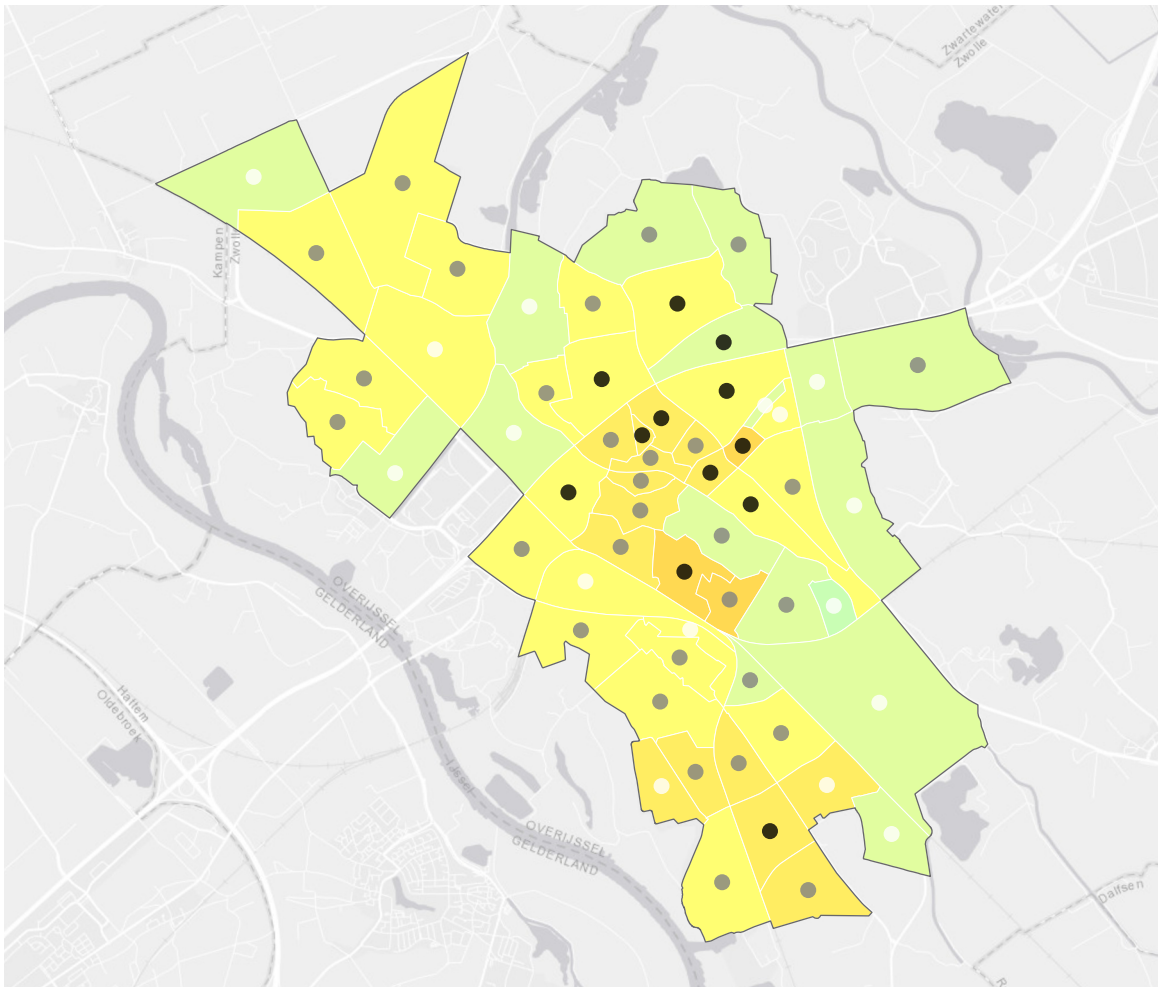 Zwartewater
Zwolle
Kampen
Zwolle
OVERIJSSEL
GELDERLAND
Hattem
Oldebroek
IJssel
OVERIJSSEL
GELDERLAND
Dalfsen